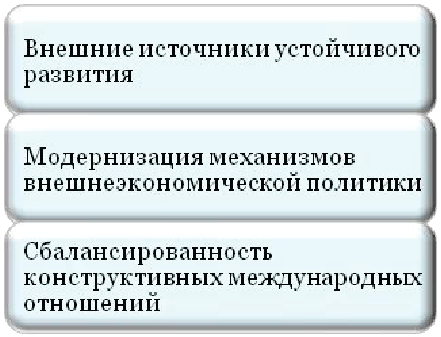 Внешние источники устойчивого
развития
Модернизация механизмов
внешнеэкономической политики
Сбалансированность
конструктивных международных
отношений